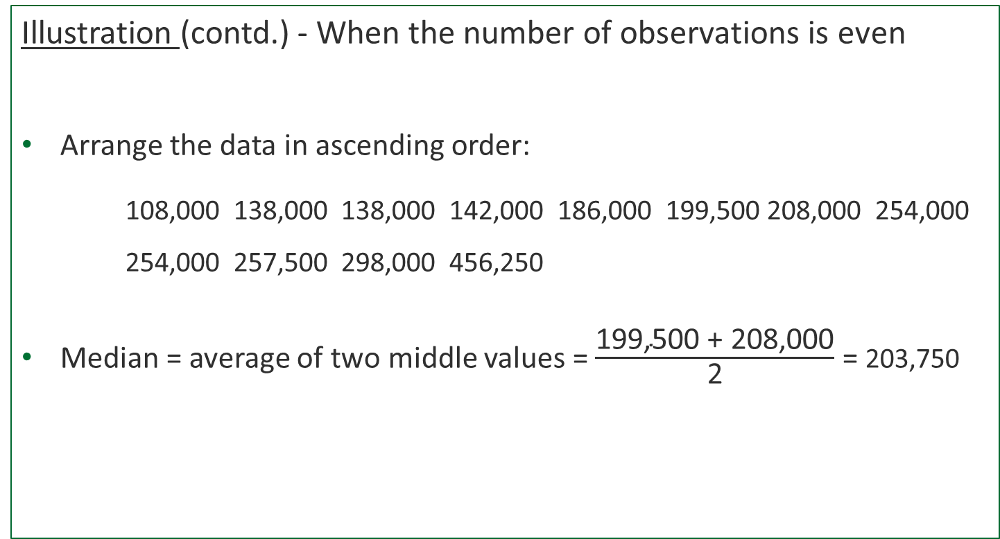 Illustration (contd.) - When the number of observations is even
• Arrange the data in ascending order:
108,000 138,000 138,000 142,000 186,000 199,500 208,000 254,000
254,000 257,500 298,000 456,250
• Median = average of two middle values = 199,500 + 208,000 / 2 = 203,750